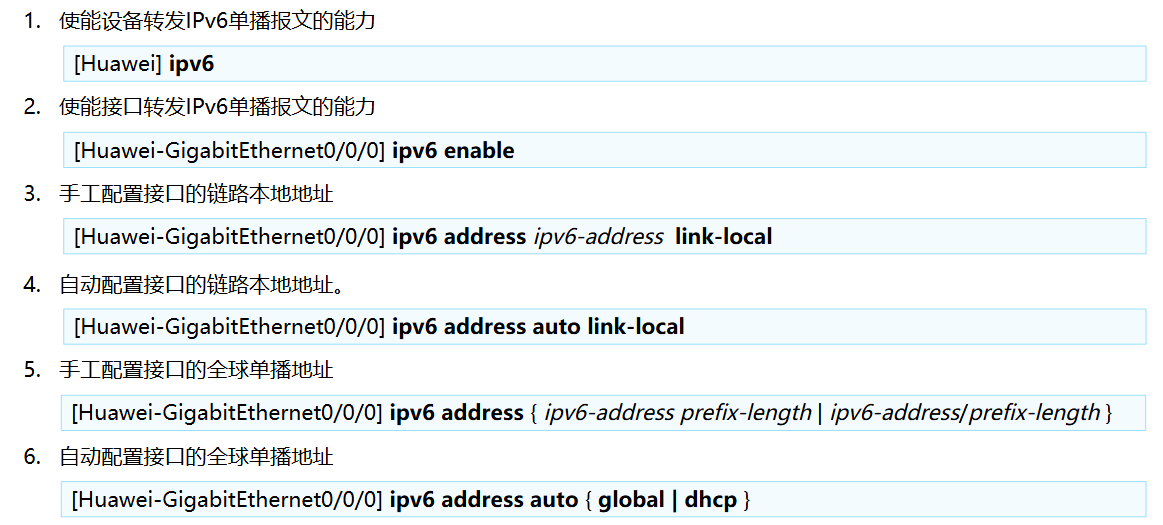 1. 使能设备转发IPv6单播报文的能力
[Huawei] ipv6
2. 使能接口转发IPv6单播报文的能力
[Huawei-GigabitEthernet0/0/0] ipv6 enable
3. 手工配置接口的链路本地地址
[Huawei-GigabitEthernet0/0/0] ipv6 address ipv6-address link-local
4. 自动配置接口的链路本地地址。
[Huawei-GigabitEthernet0/0/0] ipv6 address auto link-local
5. 手工配置接口的全球单播地址
[Huawei-GigabitEthernet0/0/0] ipv6 address { ipv6-address prefix-length | ipv6-address/prefix-length }
6. 自动配置接口的全球单播地址
[Huawei-GigabitEthernet0/0/0] ipv6 address auto { global | dhcp }